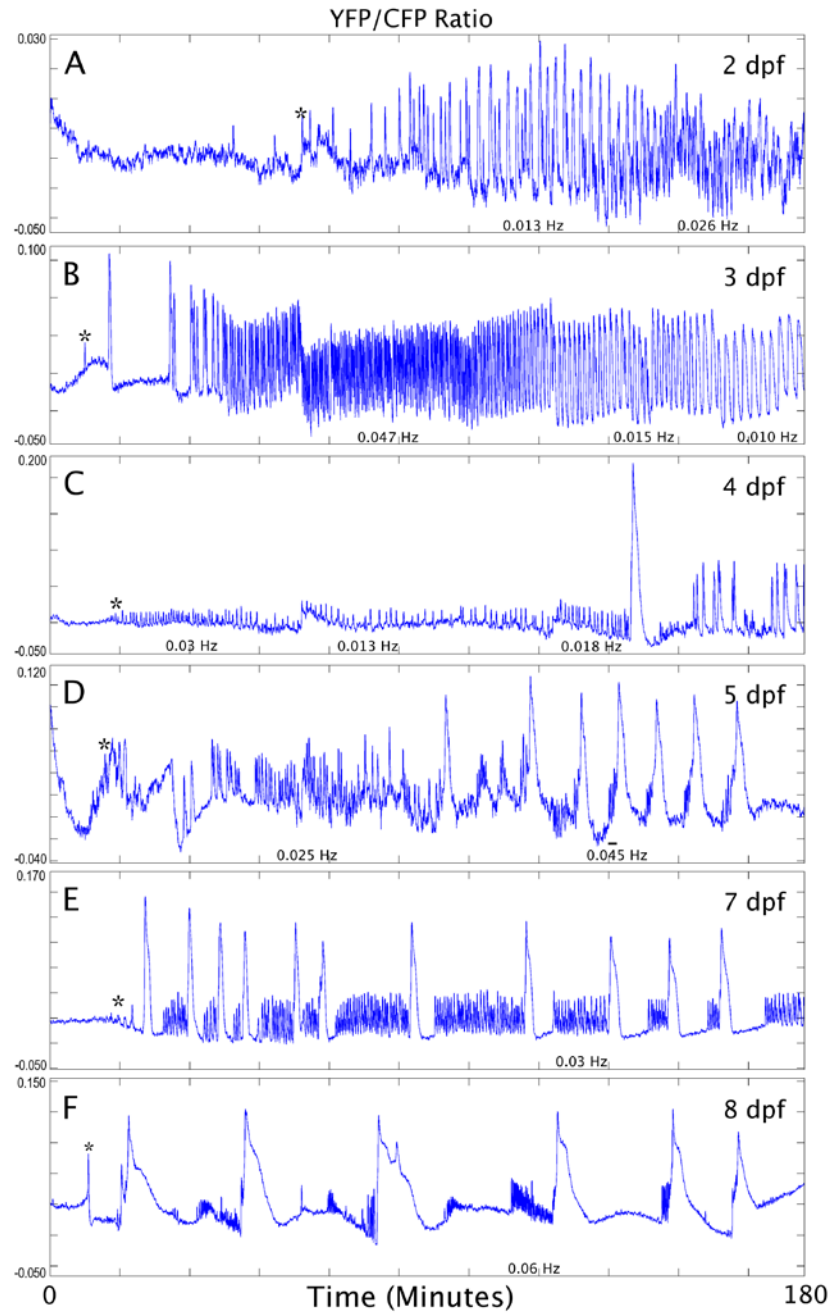 YFP/CFP Ratio
0.030
A
2 dpf
*
-0.050
0.013 Hz
0.026 Hz
0.100
B
3 dpf
*
-0.050
0.047 Hz
0.015 Hz
0.010 Hz
0.200
C
4 dpf
*
-0.050
0.03 Hz
0.013 Hz
0.018 Hz
0.120
D
5 dpf
*
-0.040
0.025 Hz
0.045 Hz
0.170
E
7 dpf
*
-0.050
0.03 Hz
0.150
F
8 dpf
*
-0.050
0.06 Hz
0
Time (Minutes)
180